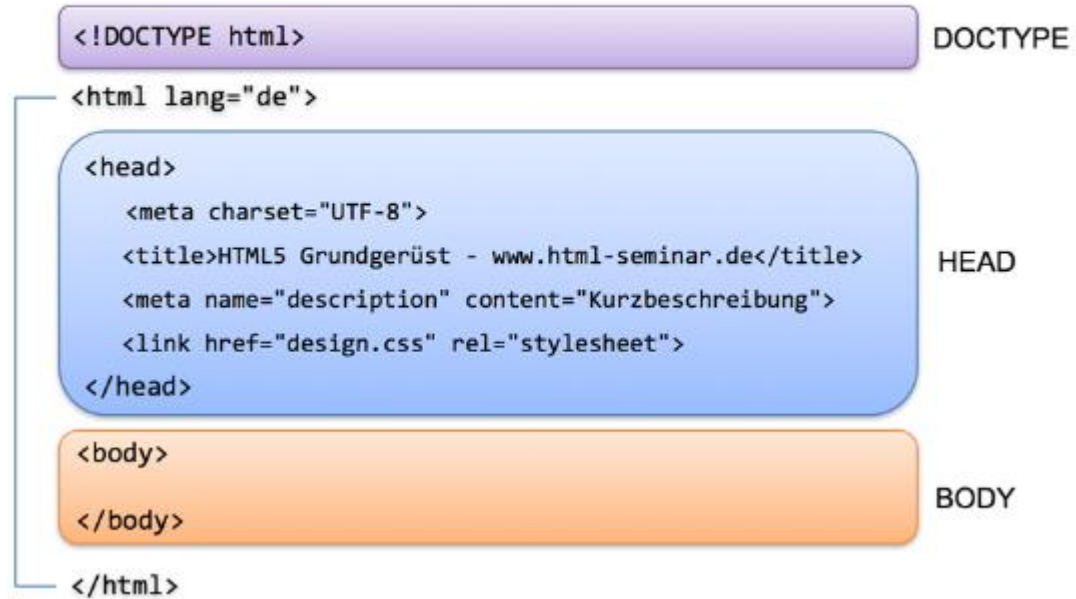 <!DOCTYPE html>
DOCTYPE
<html lang="de">
<head>
<meta charset="UTF-8">
<title>HTML5 Grundgerüst - www.html-seminar.de</title>
HEAD
<meta name="description" content="Kurzbeschreibung">
<link href="design.css" rel="stylesheet">
</head>
<body>
BODY
</body>
</html>